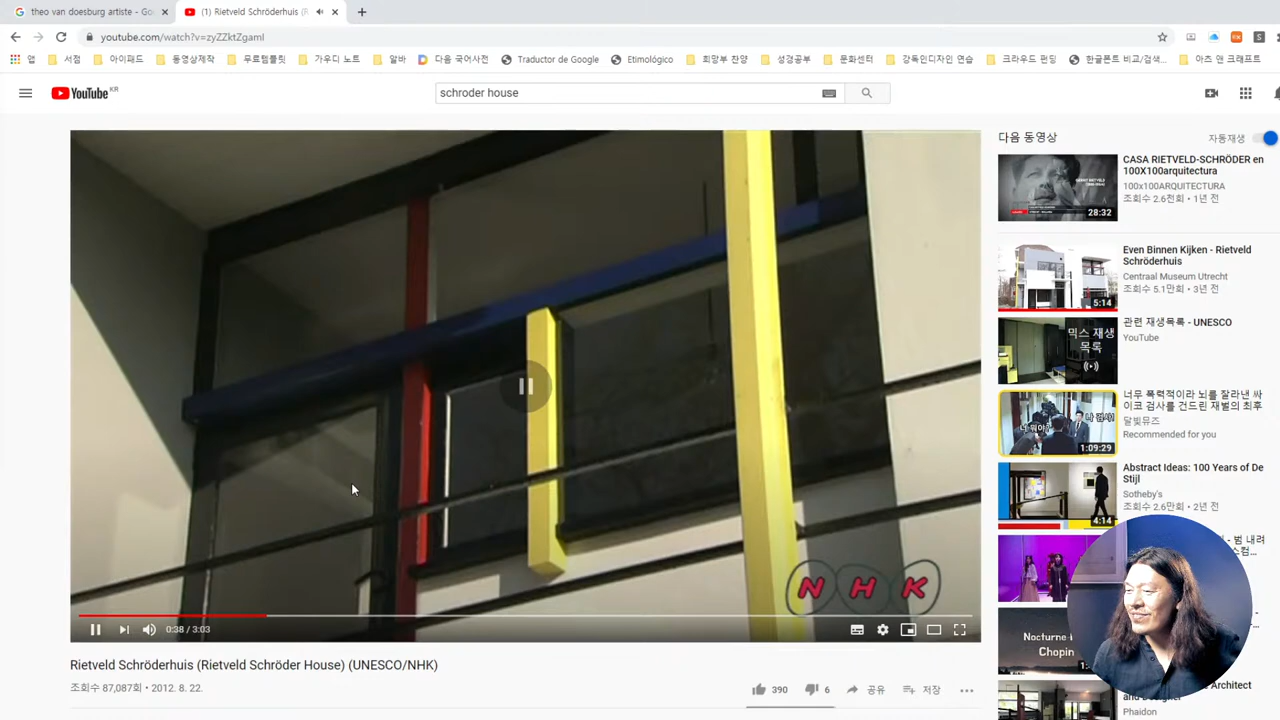 theo van doesburg artiste - Go
(1) Rietveld Schröderhuis (R
youtube.com/watch?v=zyZZktZgamI
앱
서점
아이패드
동영상제작
무료템플릿
가우디 노트
알바
다음 국어사전
Traductor de Google
Etimológico
희망부 찬양
성경공부
문화센터
강독인디자인 연습
크라우드 펀딩
한글폰트 비교/검색...
아츠 앤 크래프트
YouTube KR
schroder house
다음 동영상
자동재생
CASA RIETVELD-SCHRÖDER en
100X100arquitectura
100x100ARQUITECTURA
조회수 2.6천회 • 1년 전
28:32
Even Binnen Kijken - Rietveld
Schröderhuis
Centraal Museum Utrecht
조회수 5.1만회 • 3년 전
5:14
관련 재생목록 - UNESCO
YouTube
믹스 재생
목록
너무 폭력적이라 뇌를 잘라낸 싸
이코 검사를 건드린 재벌의 최후
달빛뮤즈
Recommended for you
1:09:29
Abstract Ideas: 100 Years of De
Stijl
Sotheby's
조회수 2.6만회 • 2년 전
4:14
- 범 내려
Nocturne-
Chopin
Architect
Phaidon
NHK
0:38 / 3:03
Rietveld Schröderhuis (Rietveld Schröder House) (UNESCO/NHK)
조회수 87,087회 • 2012. 8. 22.
390
6
공유
저장